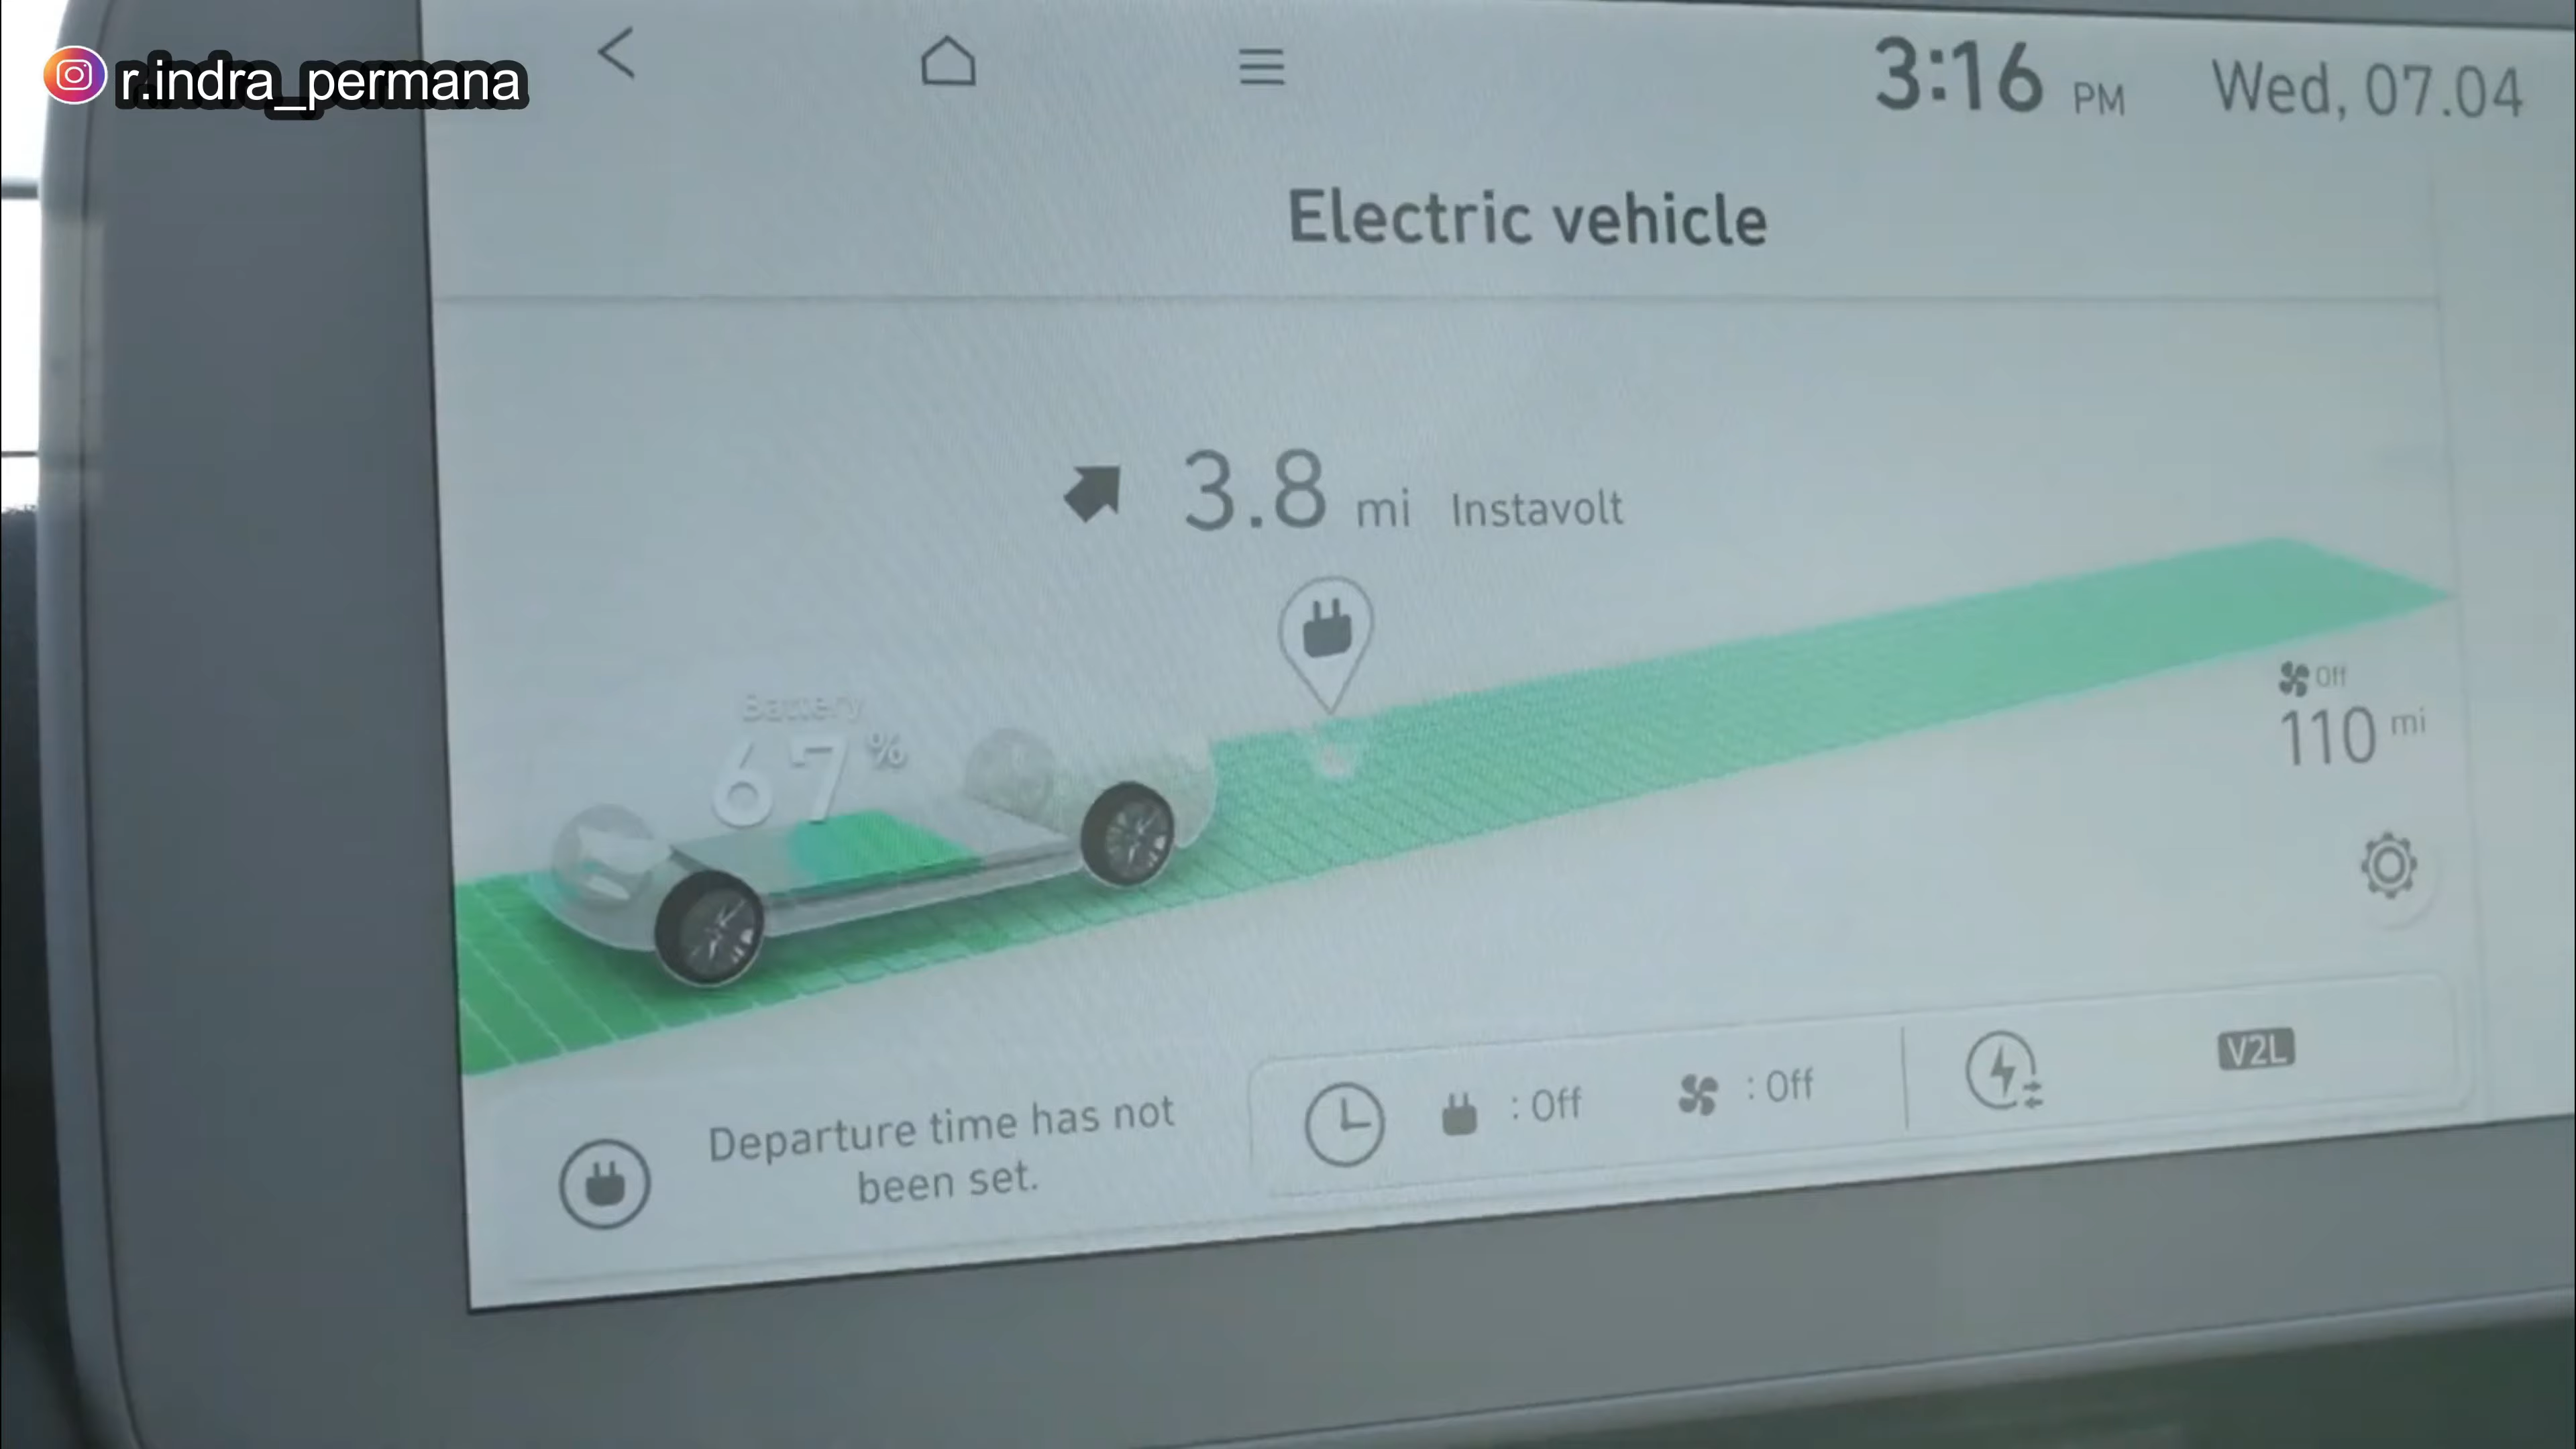 r.indra_permana
3:16 PM Wed, 07.04
Electric vehicle
3.8 mi Instavolt
Battery
67%
Off
110 mi
Departure time has not
been set.
: Off : Off V2L